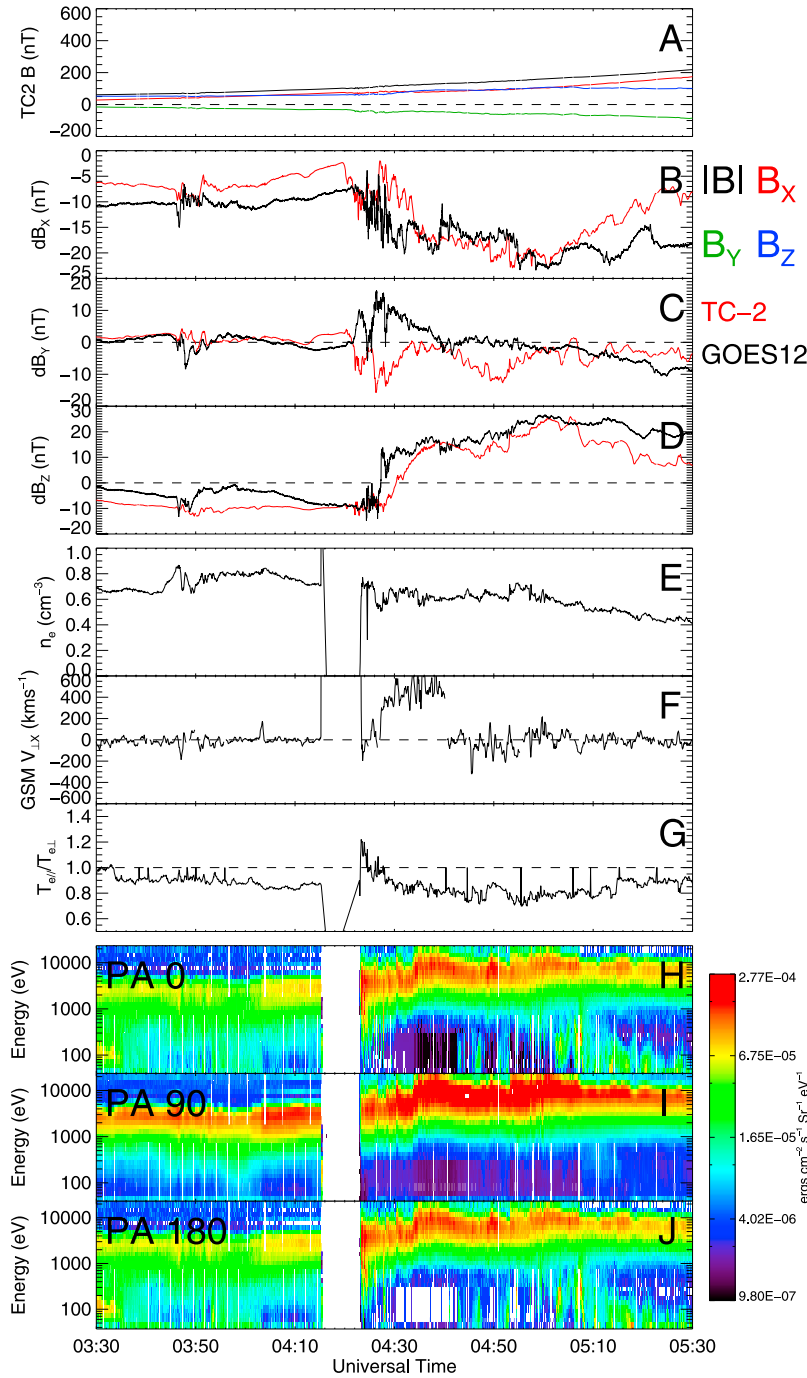 600
400
200
0
−200
TC2 B (nT)
A
0
−5
−10
−15
−20
−25
dB_X (nT)
B
|B| B_X
B_Y B_Z
20
10
0
−10
−20
dB_Y (nT)
C
TC−2
GOES12
30
20
10
0
−10
−20
dB_Z (nT)
D
1.0
0.8
0.6
0.4
0.2
0.0
n_e (cm⁻³)
E
600
400
200
0
−200
−400
−600
GSM V_⊥X (kms⁻¹)
F
1.4
1.2
1.0
0.8
0.6
T_e∥/T_e⊥
G
10000
1000
100
Energy (eV)
PA 0
H
10000
1000
100
Energy (eV)
PA 90
I
10000
1000
100
Energy (eV)
PA 180
J
2.77E−04
6.75E−05
1.65E−05
4.02E−06
9.80E−07
ergs cm⁻² s⁻¹ Sr⁻¹ eV⁻¹
03:30 03:50 04:10 04:30 04:50 05:10 05:30
Universal Time